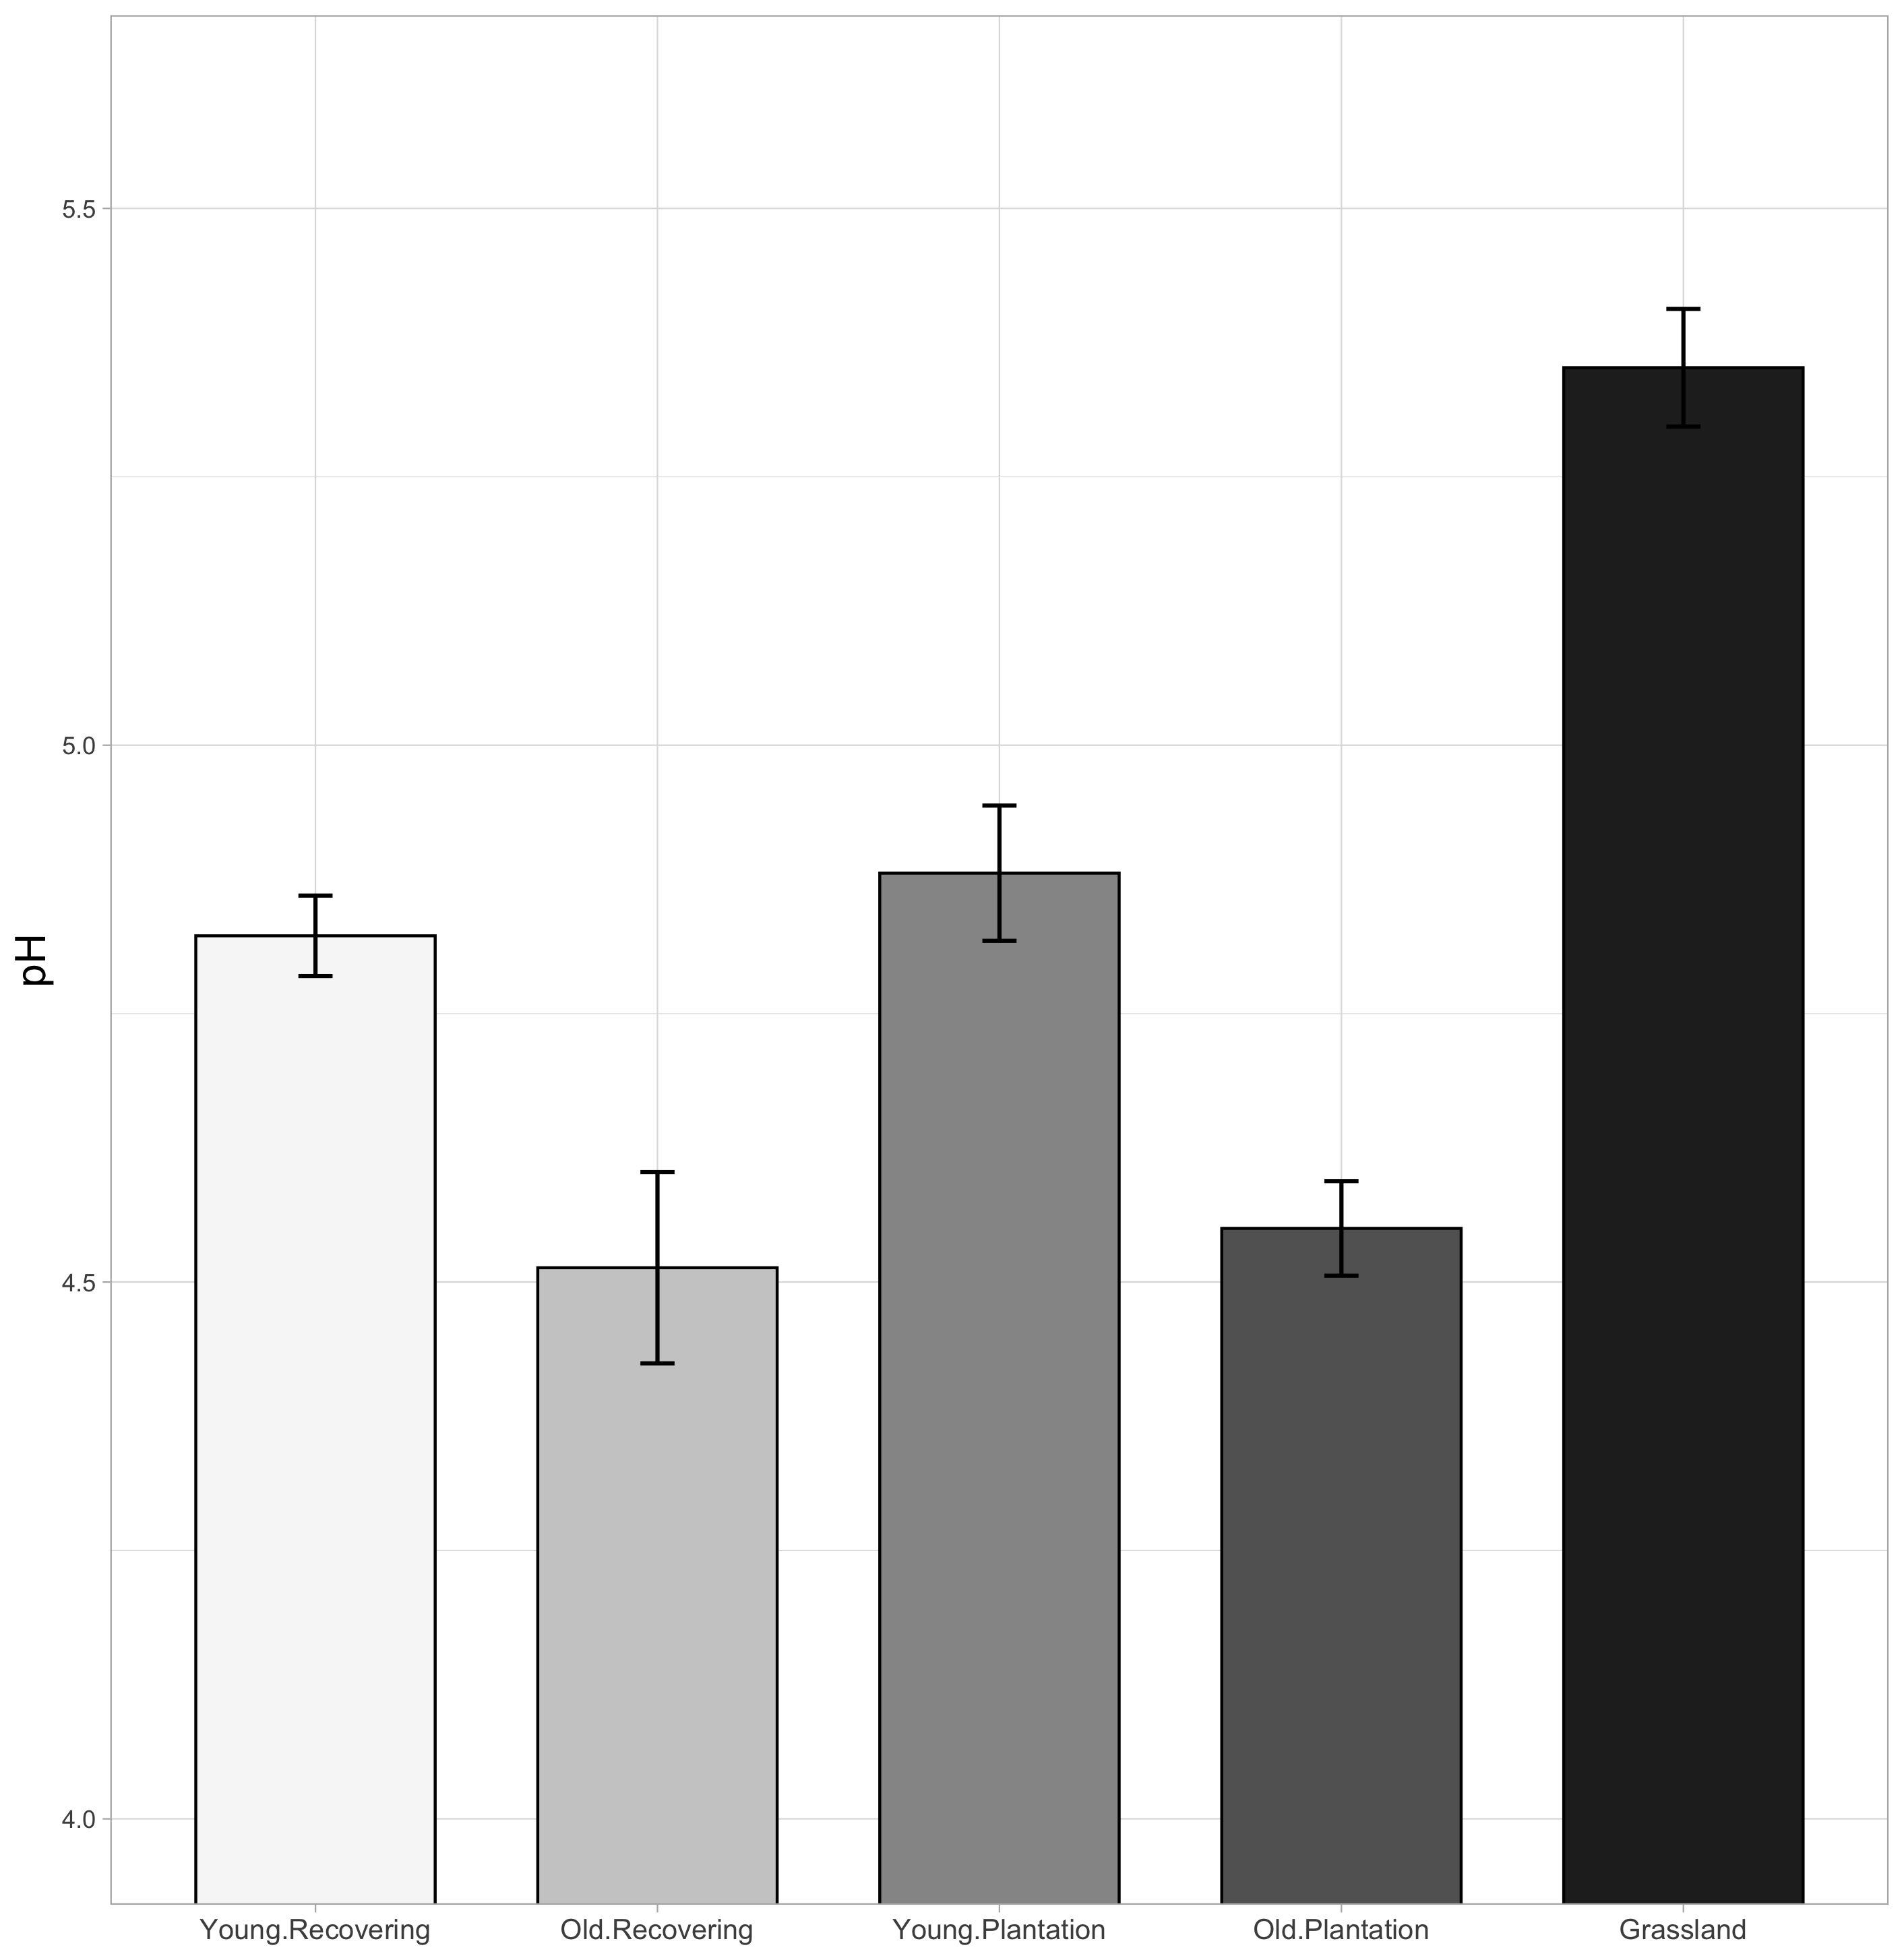 pH
5.5
5.0
4.5
4.0
Young.Recovering
Old.Recovering
Young.Plantation
Old.Plantation
Grassland